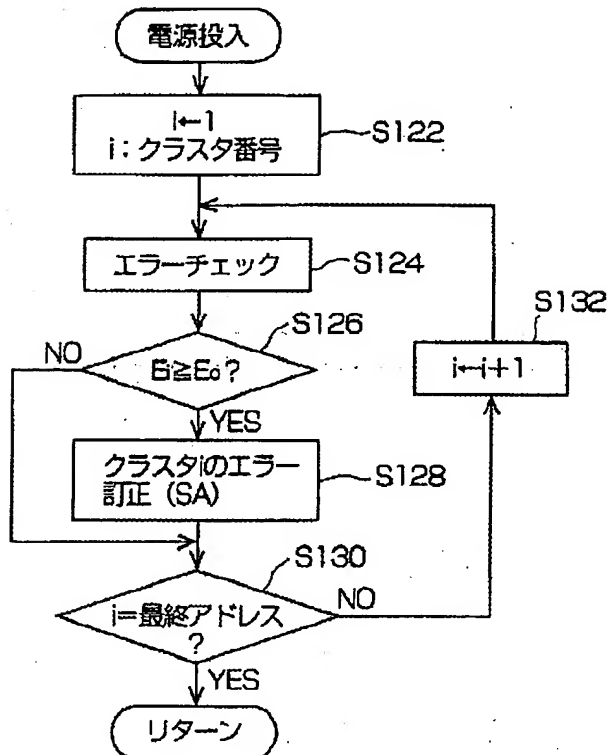 電源投入
i←1
i：クラスタ番号
S122
エラーチェック
S124
S126
S132
NO
Ei≧Eo？
i←i+1
YES
クラスタiのエラー
訂正（SA）
S128
S130
i=最終アドレス
？
NO
YES
リターン